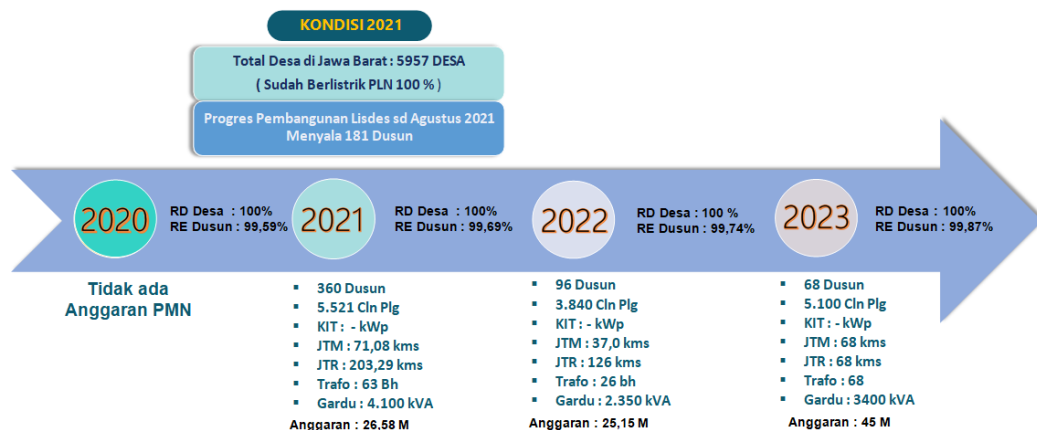 KONDISI 2021
Total Desa di Jawa Barat : 5957 DESA
( Sudah Berlistrik PLN 100 % )
Progres Pembangunan Lisdes sd Agustus 2021
Menyala 181 Dusun
2020
RD Desa : 100%
RE Dusun : 99,59%
2021
RD Desa : 100%
RE Dusun : 99,69%
2022
RD Desa : 100 %
RE Dusun : 99,74%
2023
RD Desa : 100%
RE Dusun : 99,87%
Tidak ada
Anggaran PMN
▪ 360 Dusun
▪ 5.521 Cln Plg
▪ KIT : - kWp
▪ JTM : 71,08 kms
▪ JTR : 203,29 kms
▪ Trafo : 63 Bh
▪ Gardu : 4.100 kVA
Anggaran : 26,58 M
▪ 96 Dusun
▪ 3.840 Cln Plg
▪ KIT : - kWp
▪ JTM : 37,0 kms
▪ JTR : 126 kms
▪ Trafo : 26 bh
▪ Gardu : 2.350 kVA
Anggaran : 25,15 M
▪ 68 Dusun
▪ 5.100 Cln Plg
▪ KIT : - kWp
▪ JTM : 68 kms
▪ JTR : 68 kms
▪ Trafo : 68
▪ Gardu : 3400 kVA
Anggaran : 45 M